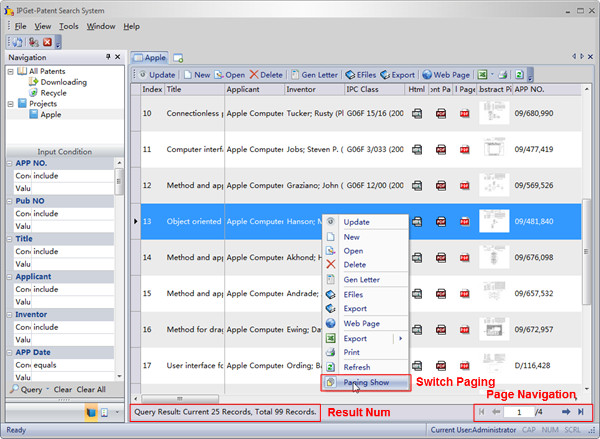 IPGet-Patent Search System
File View Tools Window Help
Navigation
All Patents
Downloading
Recycle
Projects
Apple
Input Condition
APP NO.
Con include
Valu
Pub NO
Con include
Valu
Title
Con include
Valu
Applicant
Con include
Valu
Inventor
Con include
Valu
APP Date
Con equals
Valu
Query Clear Clear All
Apple
Update New Open Delete Gen Letter EFiles Export Web Page
Index Title Applicant Inventor IPC Class Html ont Pa l Page bstract Pi APP NO.
10 Connectionless p Apple Computer Tucker; Rusty (Pl G06F 15/16 (200 09/680,990
11 Computer interfa Apple Computer Jobs; Steven P. ( G06F 3/033 (200 09/477,419
12 Method and app Apple Computer Graziano; John ( G06F 12/00 (200 09/569,526
13 Object oriented Apple Computer Hanson; M 09/481,840
14 Method and app Apple Computer Akhond; H 09/676,098
15 Method and app Apple Computer Andrade; 09/657,532
16 Method for drag Apple Computer Ewing; Da 09/672,957
17 User interface fo Apple Computer Ording; Ba D/116,428
Update
New
Open
Delete
Gen Letter
EFiles
Export
Web Page
Export
Print
Refresh
Paging Show
Switch Paging
Page Navigation,
Query Result: Current 25 Records, Total 99 Records.
Result Num
1 /4
Ready
Current User:Administrator CAP NUM SCRL